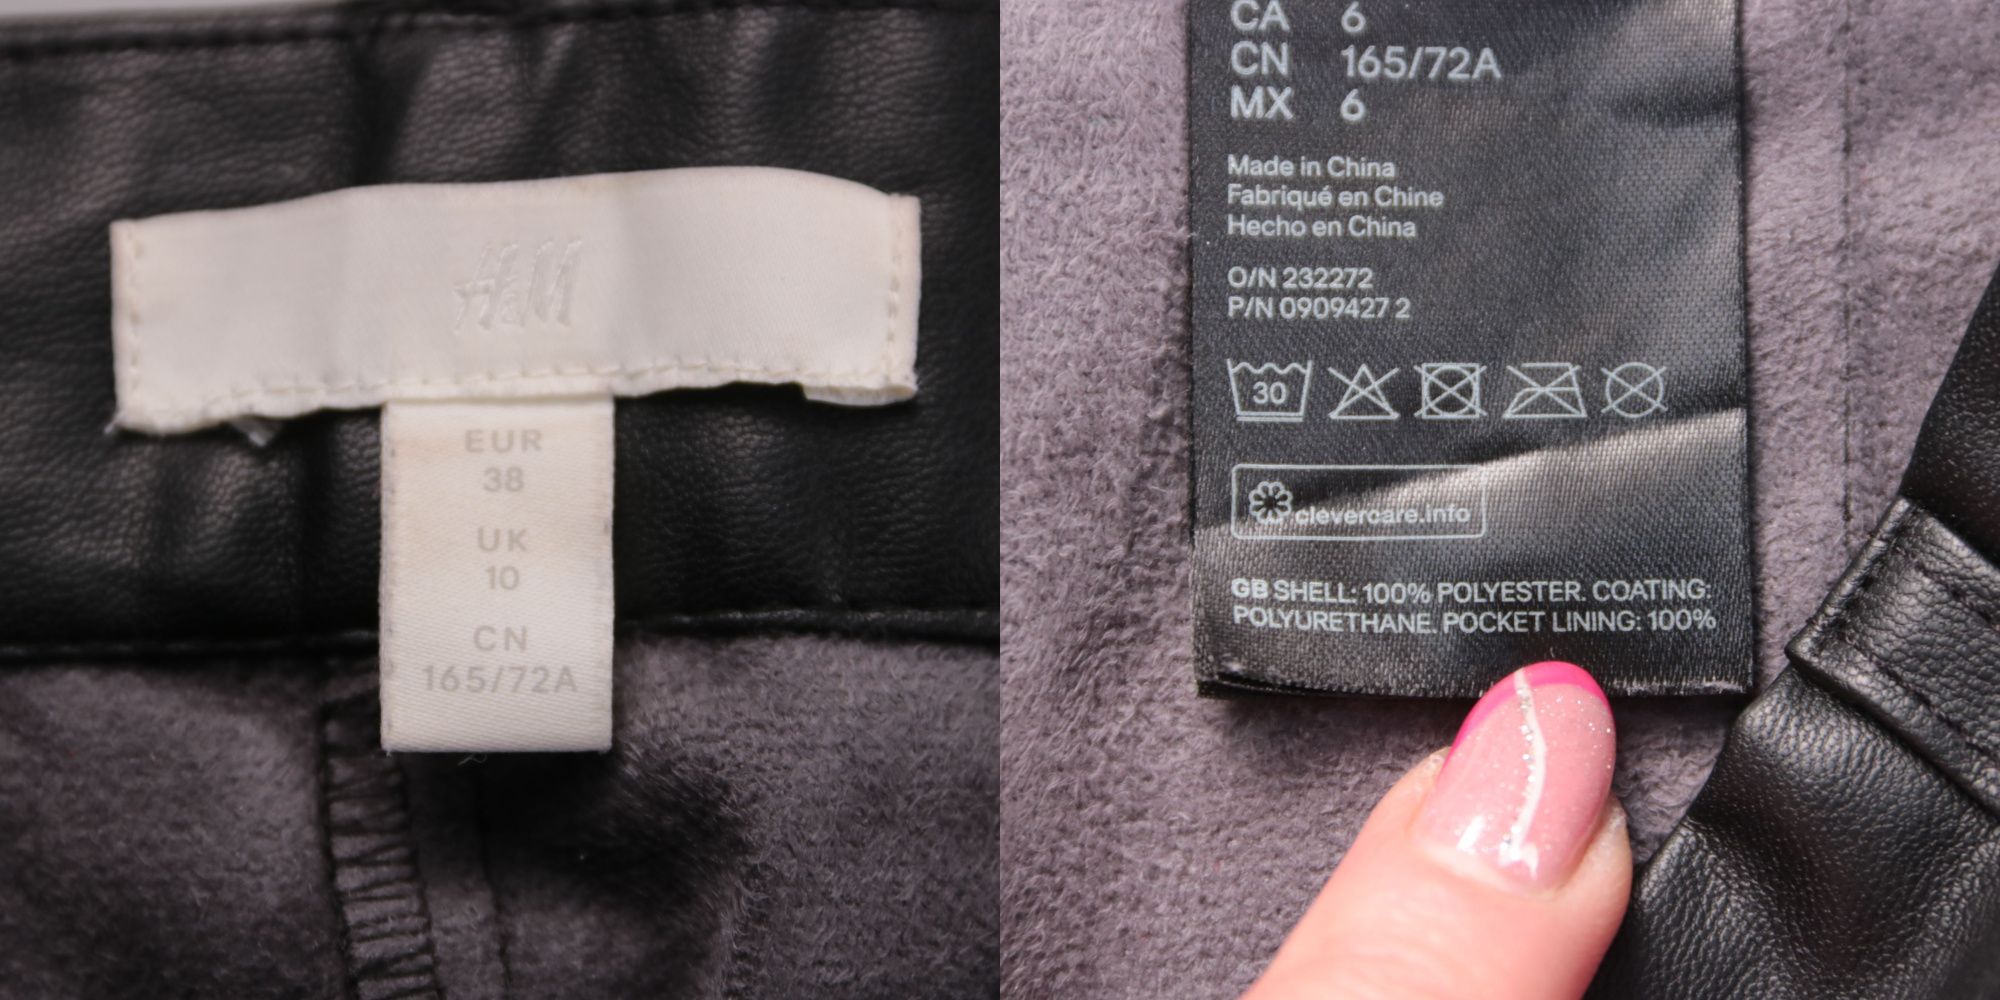 H&M
EUR
38
UK
10
CN
165/72A
CA 6
CN 165/72A
MX 6
Made in China
Fabriqué en Chine
Hecho en China
O/N 232272
P/N 0909427 2
30
clevercare.info
GB SHELL: 100% POLYESTER. COATING:
POLYURETHANE. POCKET LINING: 100%